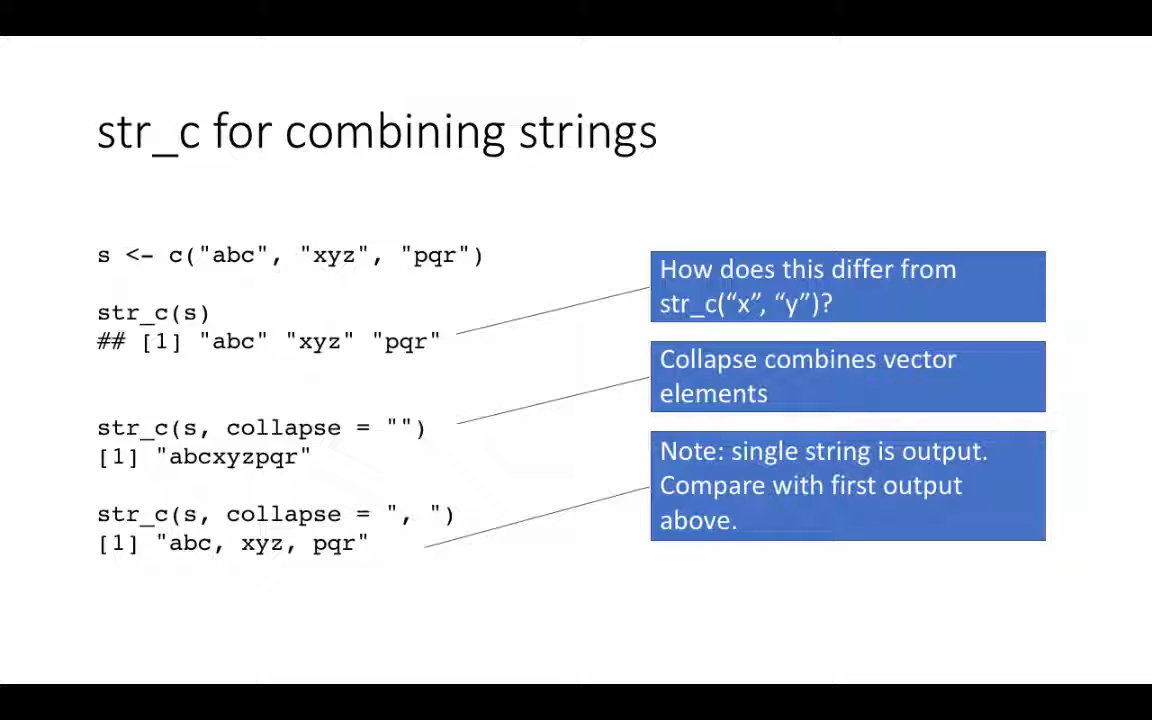 str_c for combining strings
s <- c("abc", "xyz", "pqr")
str_c(s)
## [1] "abc" "xyz" "pqr"
str_c(s, collapse = "")
[1] "abcxyzpqr"
str_c(s, collapse = ", ")
[1] "abc, xyz, pqr"
How does this differ from
str_c(“x”, “y”)?
Collapse combines vector
elements
Note: single string is output.
Compare with first output
above.